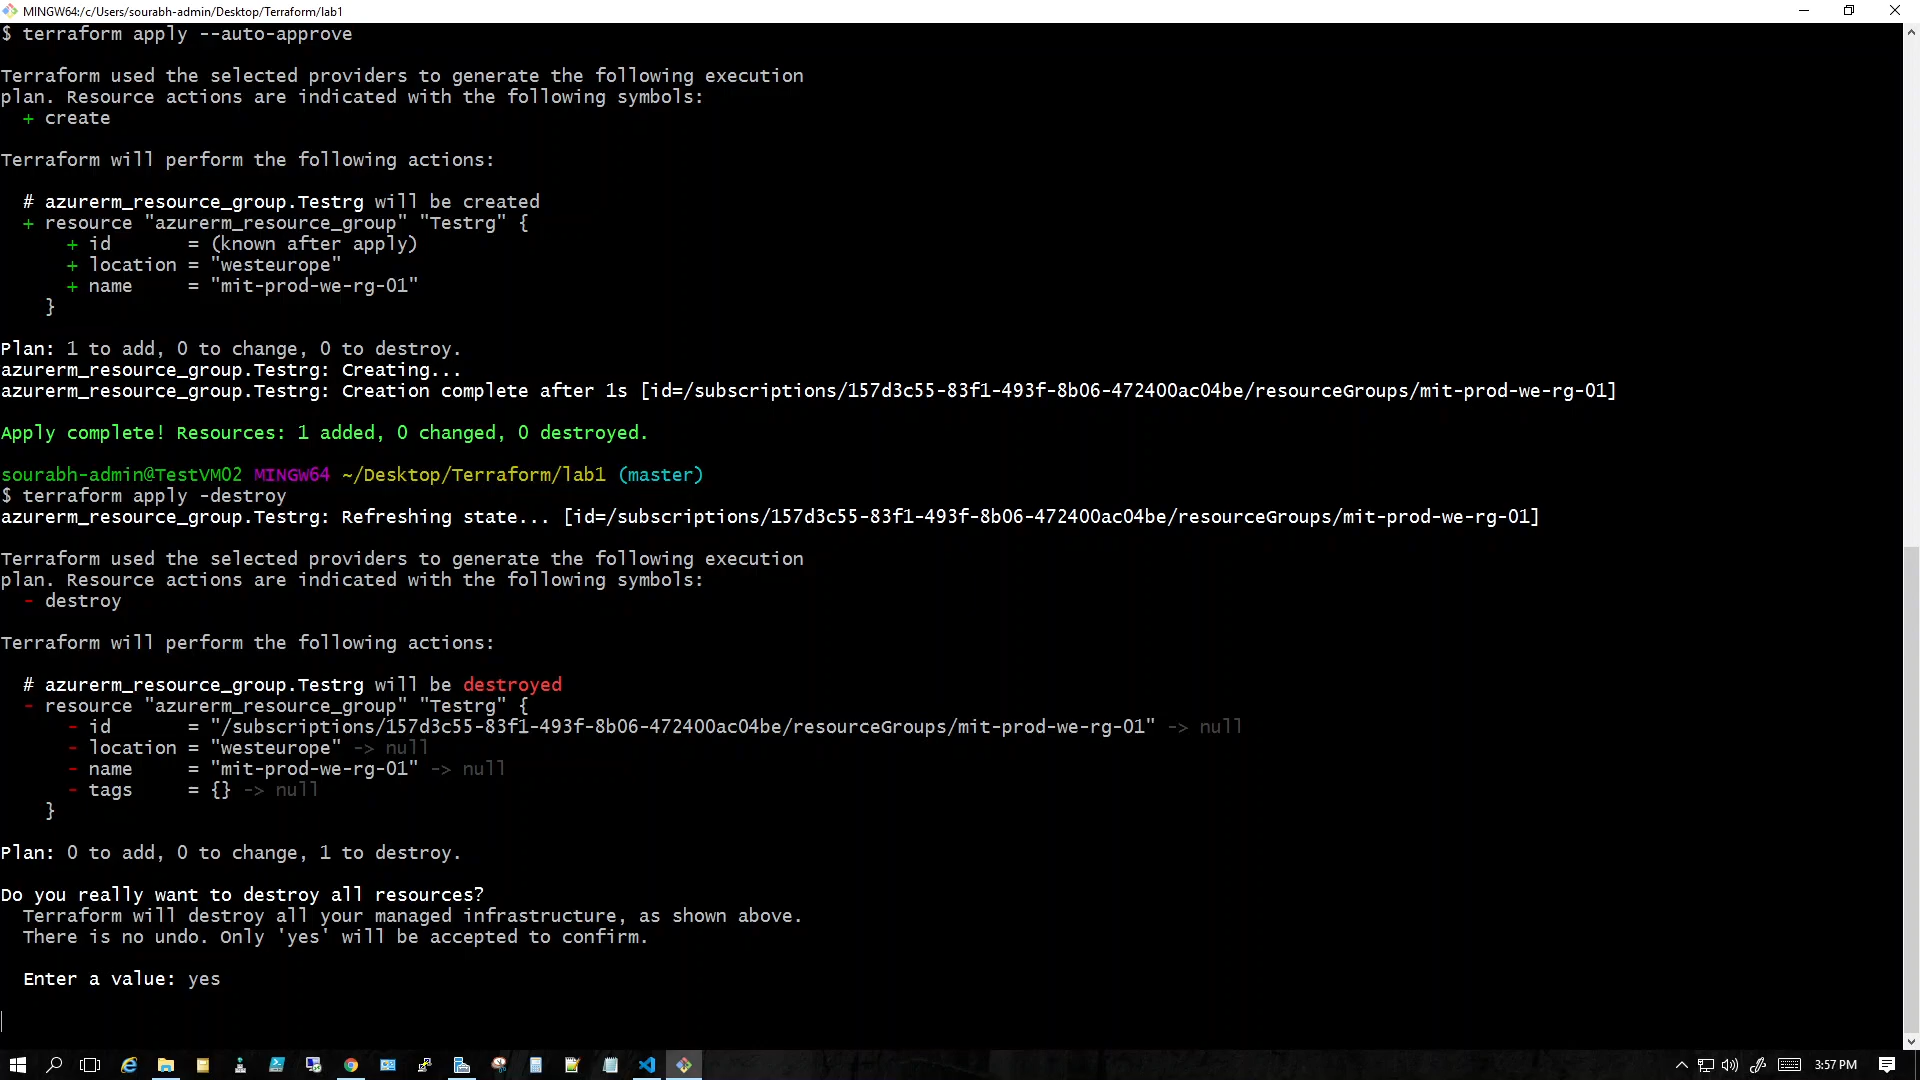 MINGW64:/c/Users/sourabh-admin/Desktop/Terraform/lab1
$ terraform apply --auto-approve
Terraform used the selected providers to generate the following execution
plan. Resource actions are indicated with the following symbols:
+ create
Terraform will perform the following actions:
# azurerm_resource_group.Testrg will be created
+ resource "azurerm_resource_group" "Testrg" {
+ id       = (known after apply)
+ location = "westeurope"
+ name     = "mit-prod-we-rg-01"
}
Plan: 1 to add, 0 to change, 0 to destroy.
azurerm_resource_group.Testrg: Creating...
azurerm_resource_group.Testrg: Creation complete after 1s [id=/subscriptions/157d3c55-83f1-493f-8b06-472400ac04be/resourceGroups/mit-prod-we-rg-01]
Apply complete! Resources: 1 added, 0 changed, 0 destroyed.
sourabh-admin@TestVM02 MINGW64 ~/Desktop/Terraform/lab1 (master)
$ terraform apply -destroy
azurerm_resource_group.Testrg: Refreshing state... [id=/subscriptions/157d3c55-83f1-493f-8b06-472400ac04be/resourceGroups/mit-prod-we-rg-01]
Terraform used the selected providers to generate the following execution
plan. Resource actions are indicated with the following symbols:
- destroy
Terraform will perform the following actions:
# azurerm_resource_group.Testrg will be destroyed
- resource "azurerm_resource_group" "Testrg" {
- id       = "/subscriptions/157d3c55-83f1-493f-8b06-472400ac04be/resourceGroups/mit-prod-we-rg-01" -> null
- location = "westeurope" -> null
- name     = "mit-prod-we-rg-01" -> null
- tags     = {} -> null
}
Plan: 0 to add, 0 to change, 1 to destroy.
Do you really want to destroy all resources?
Terraform will destroy all your managed infrastructure, as shown above.
There is no undo. Only 'yes' will be accepted to confirm.
Enter a value: yes
3:57 PM